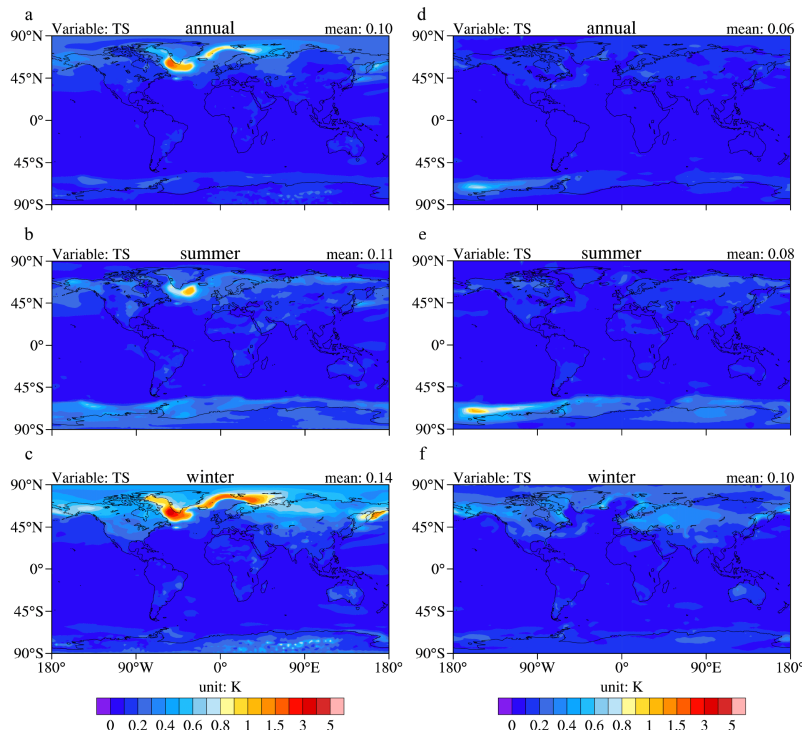 a
d
Variable: TS annual mean: 0.10
Variable: TS annual mean: 0.06
90°N
45°N
0°
45°S
90°S
b
e
Variable: TS summer mean: 0.11
Variable: TS summer mean: 0.08
90°N
45°N
0°
45°S
90°S
90°N
45°N
0°
45°S
90°S
c
f
Variable: TS winter mean: 0.14
Variable: TS winter mean: 0.10
90°N
45°N
0°
45°S
90°S
90°N
45°N
0°
45°S
90°S
180° 90°W 0° 90°E 180°
180° 90°W 0° 90°E 180°
unit: K
unit: K
0 0.2 0.4 0.6 0.8 1 1.5 3 5
0 0.2 0.4 0.6 0.8 1 1.5 3 5